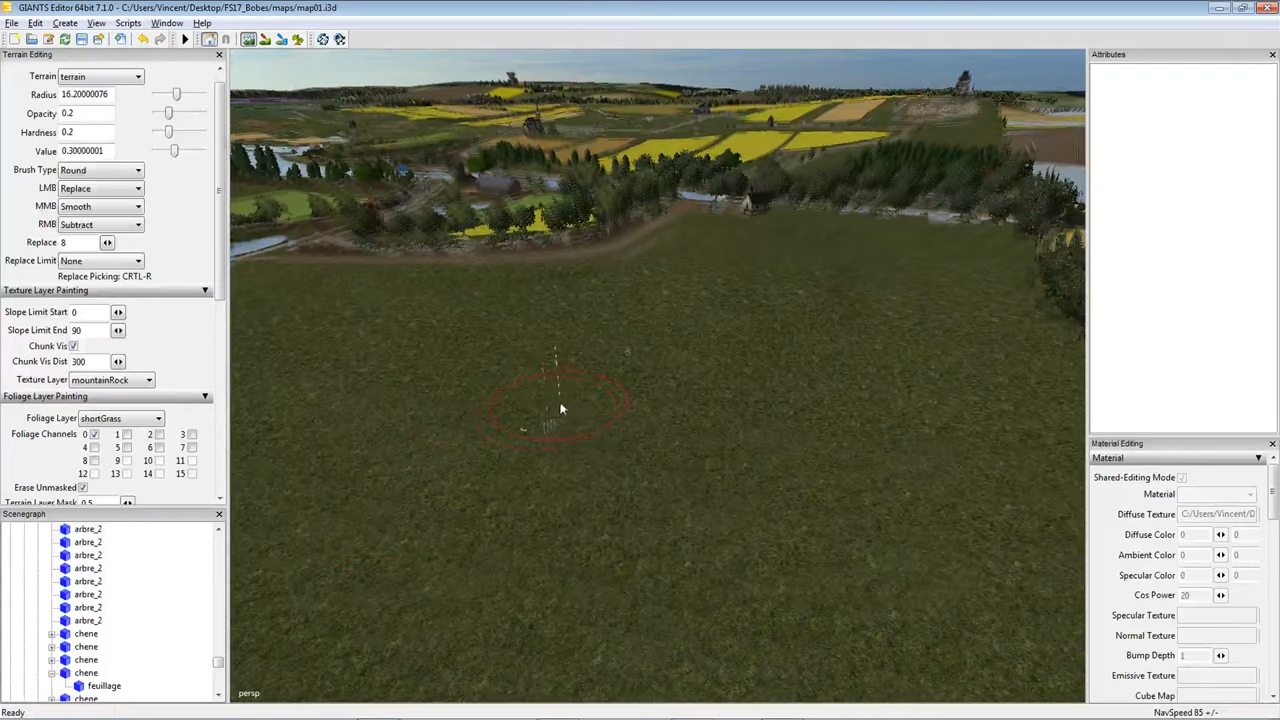 GIANTS Editor 64bit 7.1.0 - C:/Users/Vincent/Desktop/FS17_Bobes/maps/map01.i3d
File Edit Create View Scripts Window Help
Terrain Editing
Terrain terrain
Radius 16.20000076
Opacity 0.2
Hardness 0.2
Value 0.30000001
Brush Type Round
LMB Replace
MMB Smooth
RMB Subtract
Replace 8
Replace Limit None
Replace Picking: CRTL-R
Texture Layer Painting
Slope Limit Start 0
Slope Limit End 90
Chunk Vis
Chunk Vis Dist 300
Texture Layer mountainRock
Foliage Layer Painting
Foliage Layer shortGrass
Foliage Channels 0 1 2 3
4 5 6 7
8 9 10 11
12 13 14 15
Erase Unmasked
Terrain Layer Mask 0.5
Scenegraph
arbre_2
arbre_2
arbre_2
arbre_2
arbre_2
arbre_2
arbre_2
arbre_2
chene
chene
chene
chene
feuillage
chene
persp
Attributes
Material Editing
Material
Shared-Editing Mode
Material
Diffuse Texture C:/Users/Vincent/D
Diffuse Color 0 0
Ambient Color 0 0
Specular Color 0 0
Cos Power 20
Specular Texture
Normal Texture
Bump Depth 1
Emissive Texture
Cube Map
Ready
NavSpeed 85 +/-